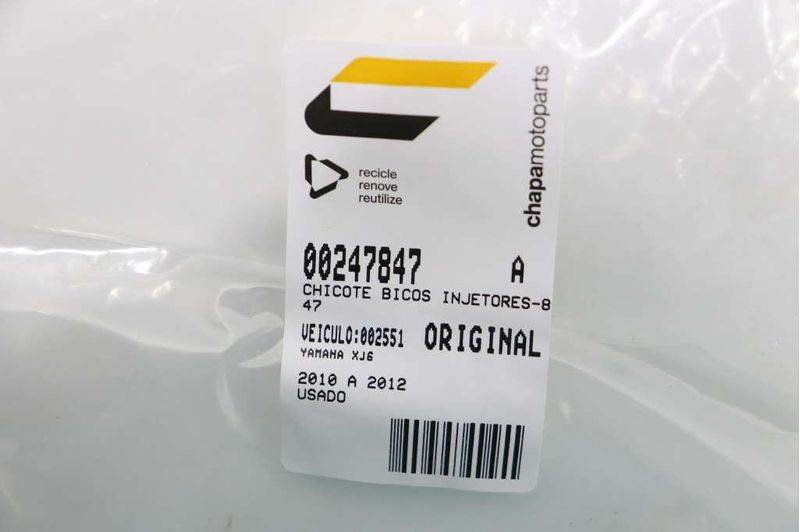 chapamotoparts
recicle
renove
reutilize
00247847 A
CHICOTE BICOS INJETORES-8
47
VEICULO:002551 ORIGINAL
YAMAHA XJ6
2010 A 2012
USADO